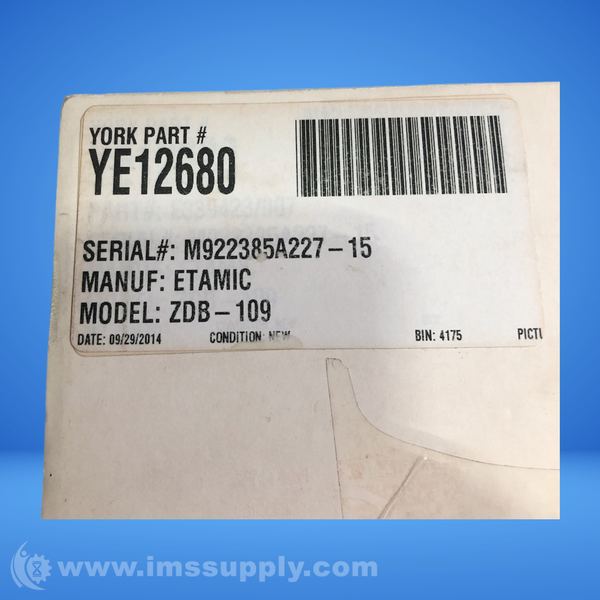 YORK PART #
YE12680
SERIAL#: M922385A227-15
MANUF: ETAMIC
MODEL: ZDB-109
DATE: 09/29/2014 CONDITION: NEW BIN: 4175 PICTU
www.imssupply.com